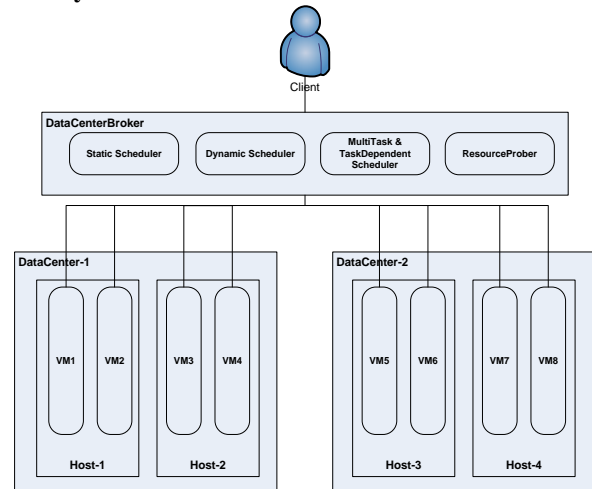 Client
DataCenterBroker
Static Scheduler
Dynamic Scheduler
MultiTask &
TaskDependent
Scheduler
ResourceProber
DataCenter-1
DataCenter-2
VM1
VM2
VM3
VM4
VM5
VM6
VM7
VM8
Host-1
Host-2
Host-3
Host-4